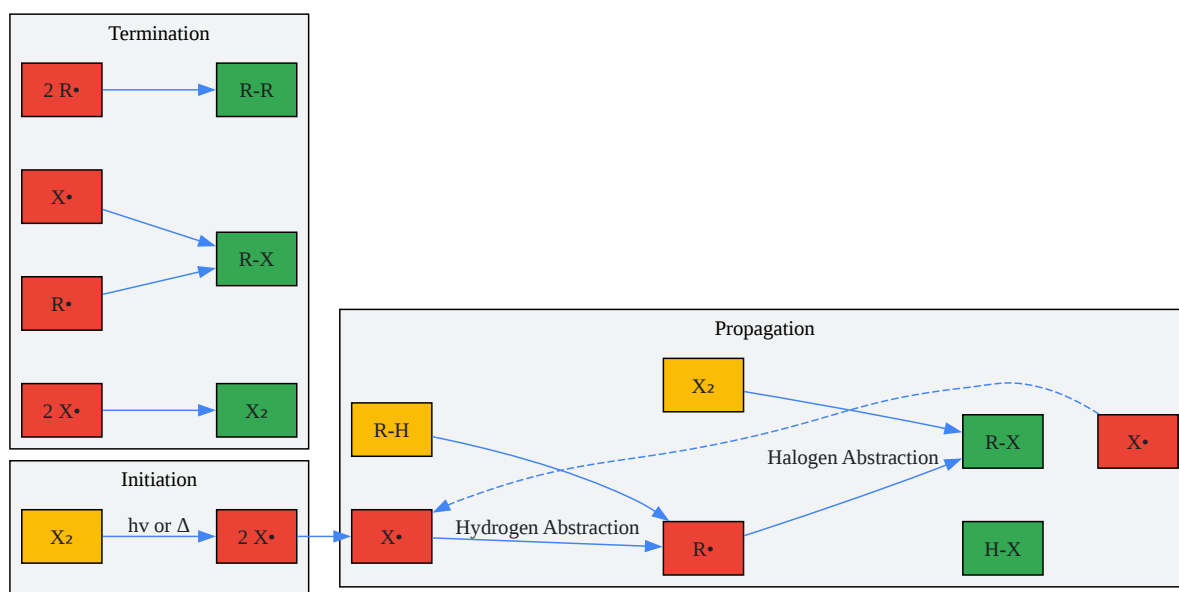 Termination
2 R•
R-R
X•
R-X
R•
2 X•
X₂
Initiation
X₂
hν or Δ
2 X•
Propagation
X₂
R-H
R-X
X•
Halogen Abstraction
X•
Hydrogen Abstraction
R•
H-X